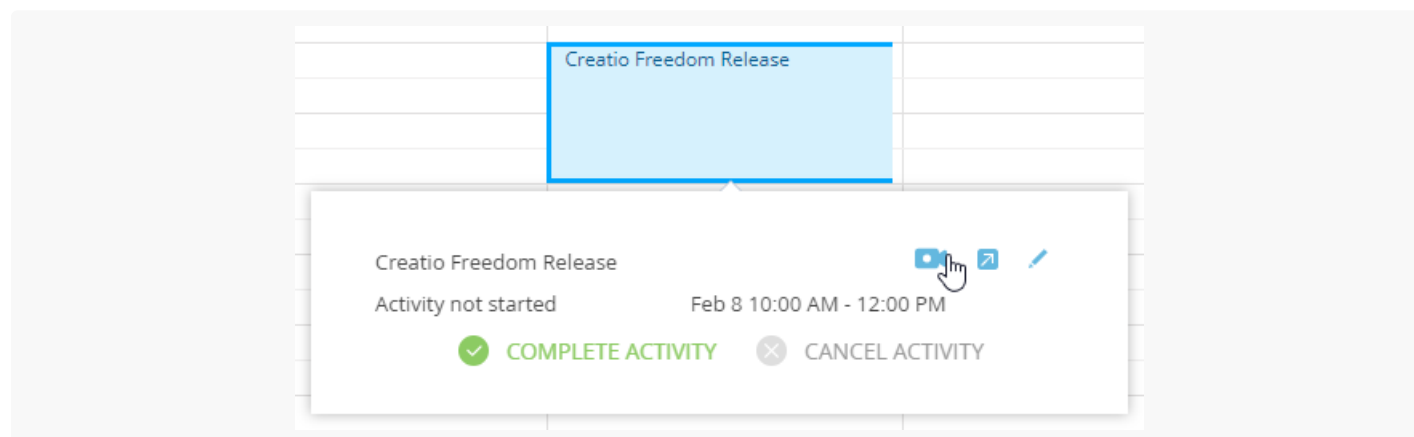 Creatio Freedom Release
Creatio Freedom Release
Activity not started Feb 8 10:00 AM - 12:00 PM
COMPLETE ACTIVITY CANCEL ACTIVITY